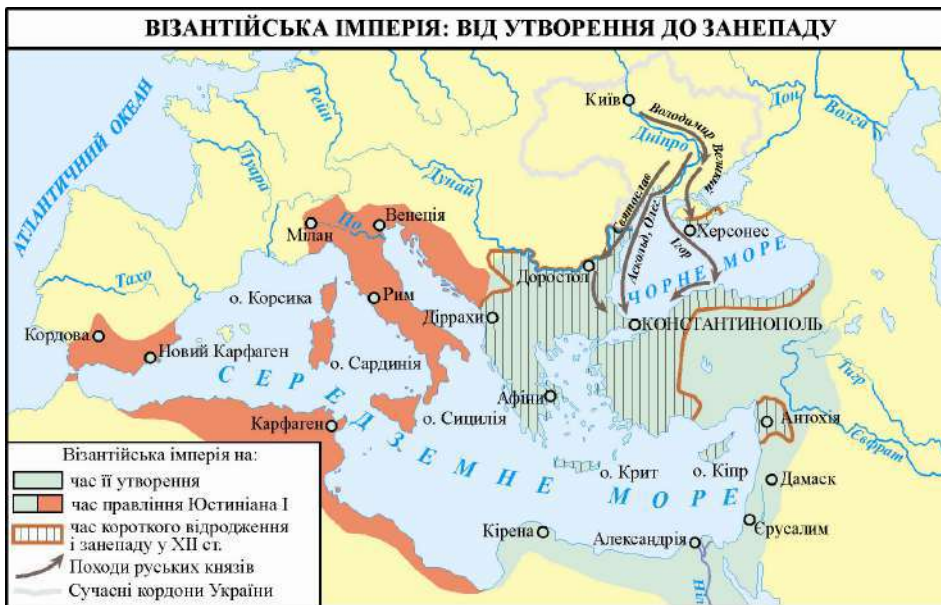 ВІЗАНТІЙСЬКА ІМПЕРІЯ: ВІД УТВОРЕННЯ ДО ЗАНЕПАДУ
АТЛАНТИЧНИЙ ОКЕАН
Рейн
Луара
Дунай
Київ
Дніпро
Дон
Волга
Володимир Великий
Святослав
Аскольд, Олег
Ігор
Херсонес
ЧОРНЕ МОРЕ
Мілан
По
Венеція
Доростол
Тахо
о. Корсика
Рим
Діррахи
КОНСТАНТИНОПОЛЬ
Кордова
Новий Карфаген
о. Сардинія
Тигр
СЕРЕДЗЕМНЕ МОРЕ
Афіни
Карфаген
о. Сицилія
Антохія
Євфрат
о. Крит
о. Кіпр
Дамаск
Кірена
Александрія
Єрусалим
Ніл
Візантійська імперія на:
час її утворення
час правління Юстиніана I
час короткого відродження
і занепаду у XII ст.
Походи руських князів
Сучасні кордони України